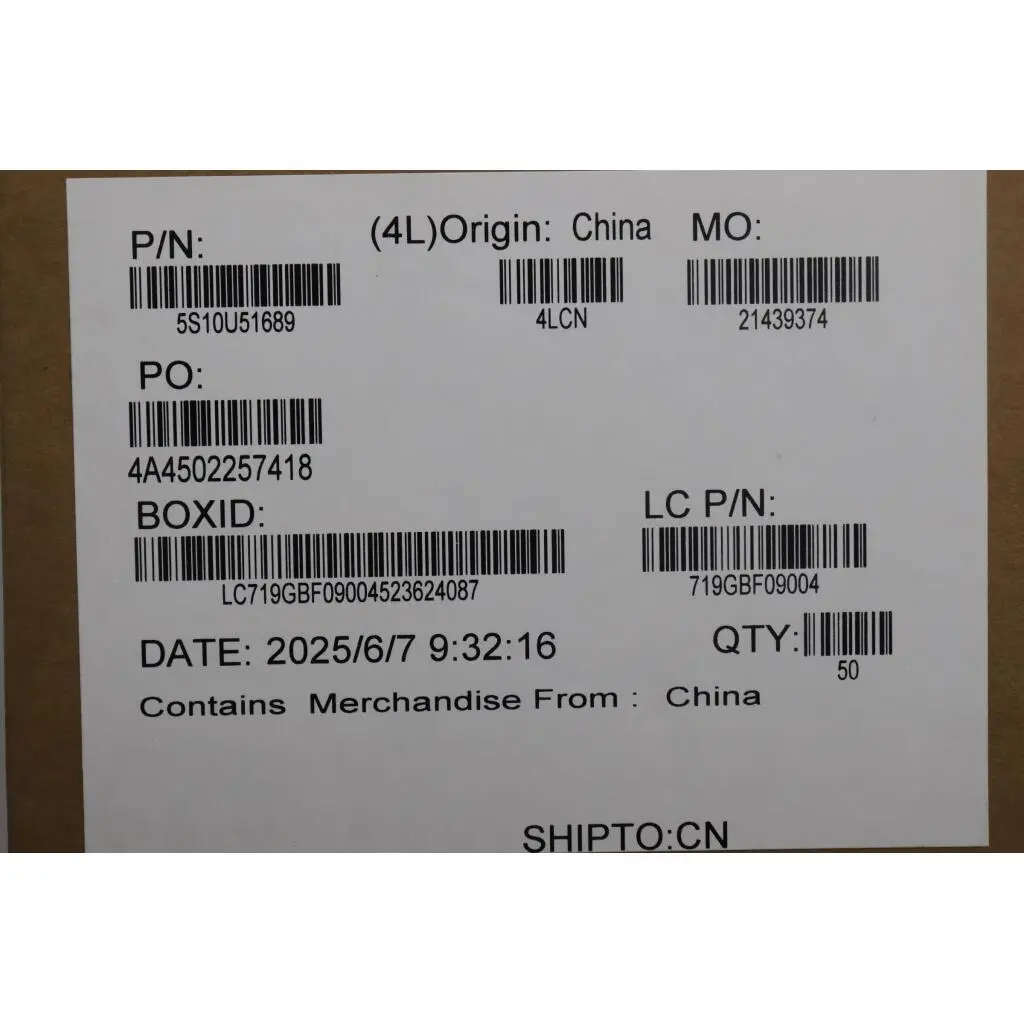 P/N: (4L)Origin: China MO:
5S10U51689 4LCN 21439374
PO:
4A4502257418
BOXID: LC P/N:
LC719GBF09004523624087 719GBF09004
DATE: 2025/6/7 9:32:16 QTY:
50
Contains Merchandise From : China
SHIPTO:CN